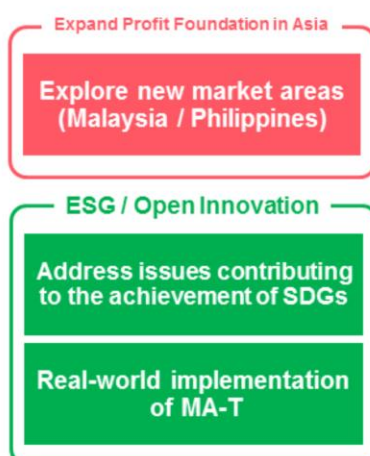 Expand Profit Foundation in Asia
Explore new market areas
(Malaysia / Philippines)
ESG / Open Innovation
Address issues contributing
to the achievement of SDGs
Real-world implementation
of MA-T